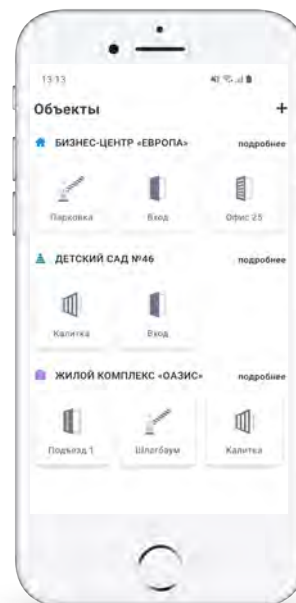 13:13
Объекты +
БИЗНЕС-ЦЕНТР «ЕВРОПА» подробнее
Парковка Вход Офис 25
ДЕТСКИЙ САД №46 подробнее
Калитка Вход
ЖИЛОЙ КОМПЛЕКС «ОАЗИС» подробнее
Подъезд 1 Шлагбаум Калитка